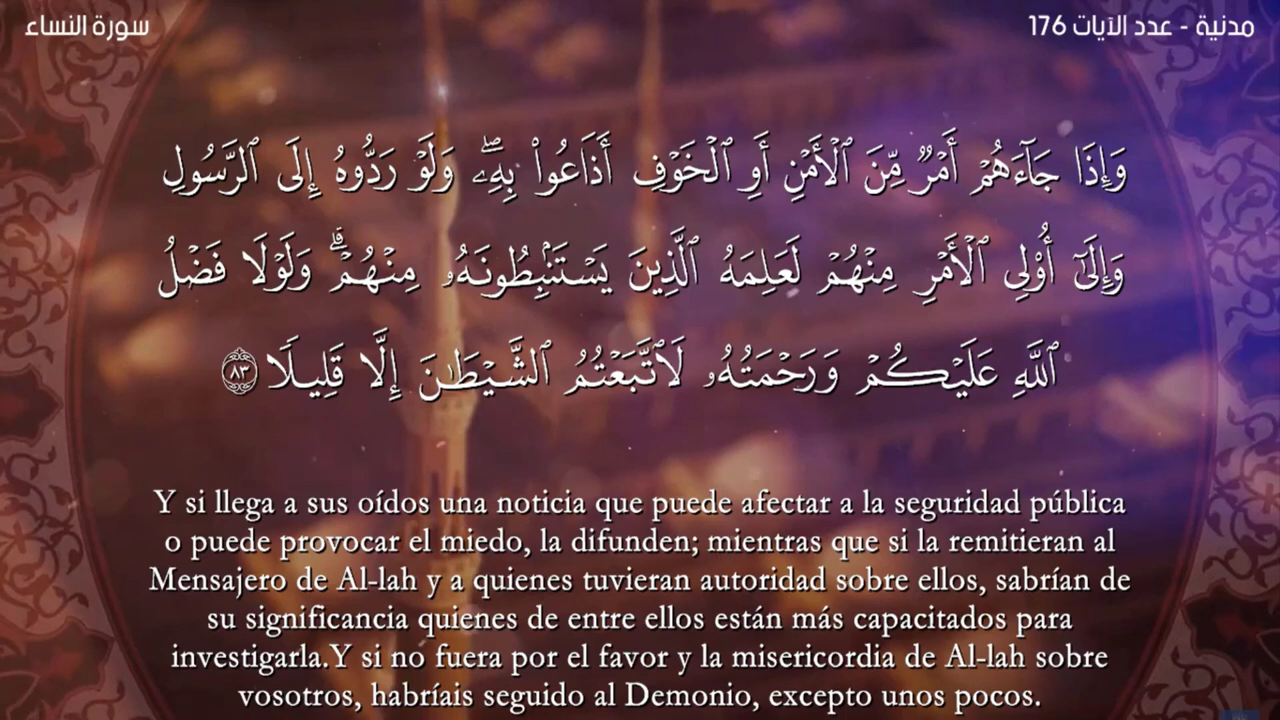 سورة النساء
مدنية - عدد الآيات 176
وَإِذَا جَآءَهُمۡ أَمۡرٞ مِّنَ ٱلۡأَمۡنِ أَوِ ٱلۡخَوۡفِ أَذَاعُواْ بِهِۦۖ وَلَوۡ رَدُّوهُ إِلَى ٱلرَّسُولِ
وَإِلَىٰٓ أُوْلِي ٱلۡأَمۡرِ مِنۡهُمۡ لَعَلِمَهُ ٱلَّذِينَ يَسۡتَنۢبِطُونَهُۥ مِنۡهُمۡۗ وَلَوۡلَا فَضۡلُ
ٱللَّهِ عَلَيۡكُمۡ وَرَحۡمَتُهُۥ لَٱتَّبَعۡتُمُ ٱلشَّيۡطَٰنَ إِلَّا قَلِيلٗا ٨٣
Y si llega a sus oídos una noticia que puede afectar a la seguridad pública
o puede provocar el miedo, la difunden; mientras que si la remitieran al
Mensajero de Al-lah y a quienes tuvieran autoridad sobre ellos, sabrían de
su significancia quienes de entre ellos están más capacitados para
investigarla.Y si no fuera por el favor y la misericordia de Al-lah sobre
vosotros, habríais seguido al Demonio, excepto unos pocos.